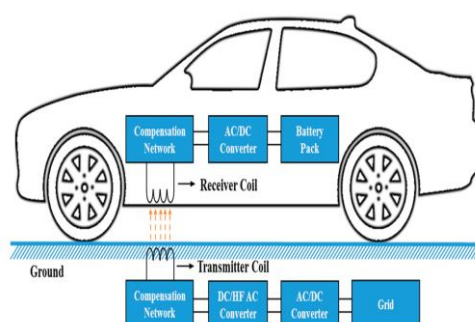 Compensation
Network
AC/DC
Converter
Battery
Pack
Receiver Coil
Ground
Transmitter Coil
Compensation
Network
DC/HF AC
Converter
AC/DC
Converter
Grid